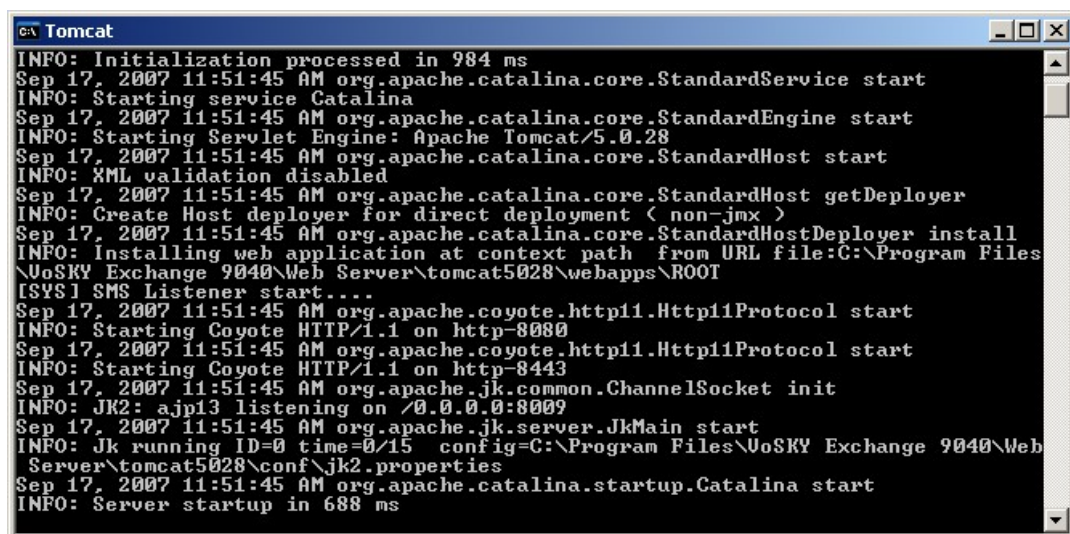 Tomcat
INFO: Initialization processed in 984 ms
Sep 17, 2007 11:51:45 AM org.apache.catalina.core.StandardService start
INFO: Starting service Catalina
Sep 17, 2007 11:51:45 AM org.apache.catalina.core.StandardEngine start
INFO: Starting Servlet Engine: Apache Tomcat/5.0.28
Sep 17, 2007 11:51:45 AM org.apache.catalina.core.StandardHost start
INFO: XML validation disabled
Sep 17, 2007 11:51:45 AM org.apache.catalina.core.StandardHost getDeployer
INFO: Create Host deployer for direct deployment ( non-jmx )
Sep 17, 2007 11:51:45 AM org.apache.catalina.core.StandardHostDeployer install
INFO: Installing web application at context path  from URL file:C:\Program Files
\VoSKY Exchange 9040\Web Server\tomcat5028\webapps\ROOT
[SYS] SMS Listener start....
Sep 17, 2007 11:51:45 AM org.apache.coyote.http11.Http11Protocol start
INFO: Starting Coyote HTTP/1.1 on http-8080
Sep 17, 2007 11:51:45 AM org.apache.coyote.http11.Http11Protocol start
INFO: Starting Coyote HTTP/1.1 on http-8443
Sep 17, 2007 11:51:45 AM org.apache.jk.common.ChannelSocket init
INFO: JK2: ajp13 listening on /0.0.0.0:8009
Sep 17, 2007 11:51:45 AM org.apache.jk.server.JkMain start
INFO: Jk running ID=0 time=0/15  config=C:\Program Files\VoSKY Exchange 9040\Web
 Server\tomcat5028\conf\jk2.properties
Sep 17, 2007 11:51:45 AM org.apache.catalina.startup.Catalina start
INFO: Server startup in 688 ms